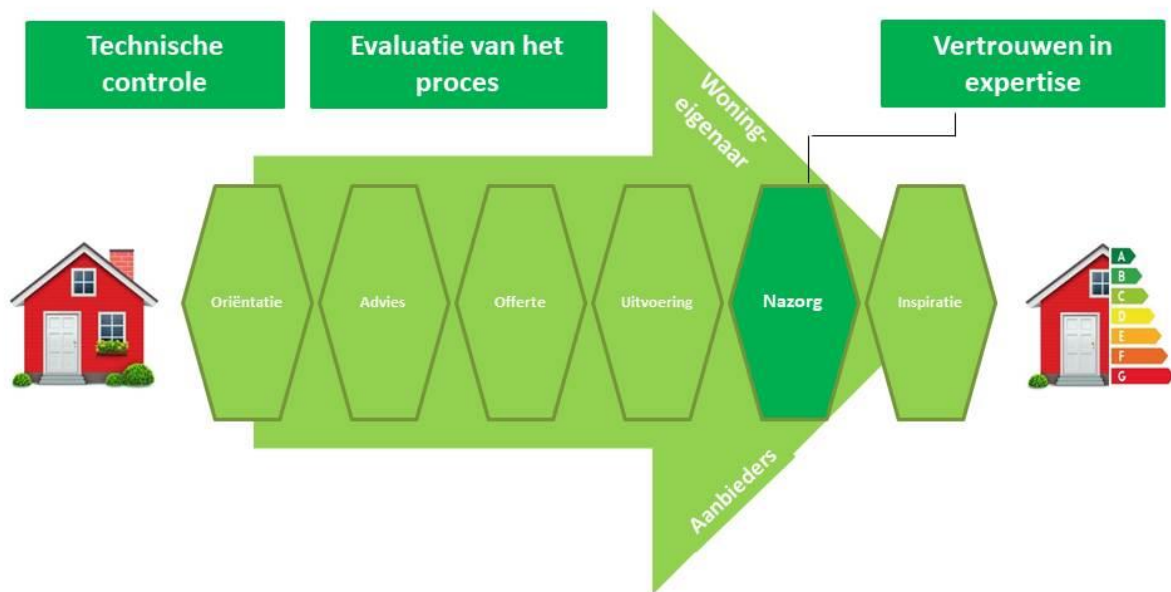 Technische
controle
Evaluatie van het
proces
Vertrouwen in
expertise
Woning-
eigenaar
Oriëntatie
Advies
Offerte
Uitvoering
Nazorg
Inspiratie
A
B
C
D
E
F
G
Aanbieders